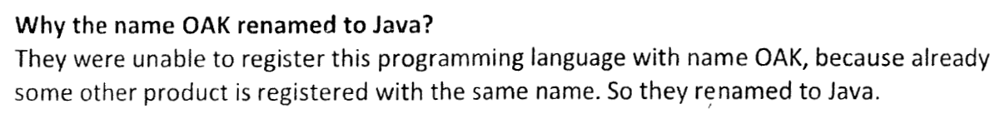 Why the name OAK renamed to Java?
They were unable to register this programming language with name OAK, because already
some other product is registered with the same name. So they renamed to Java.